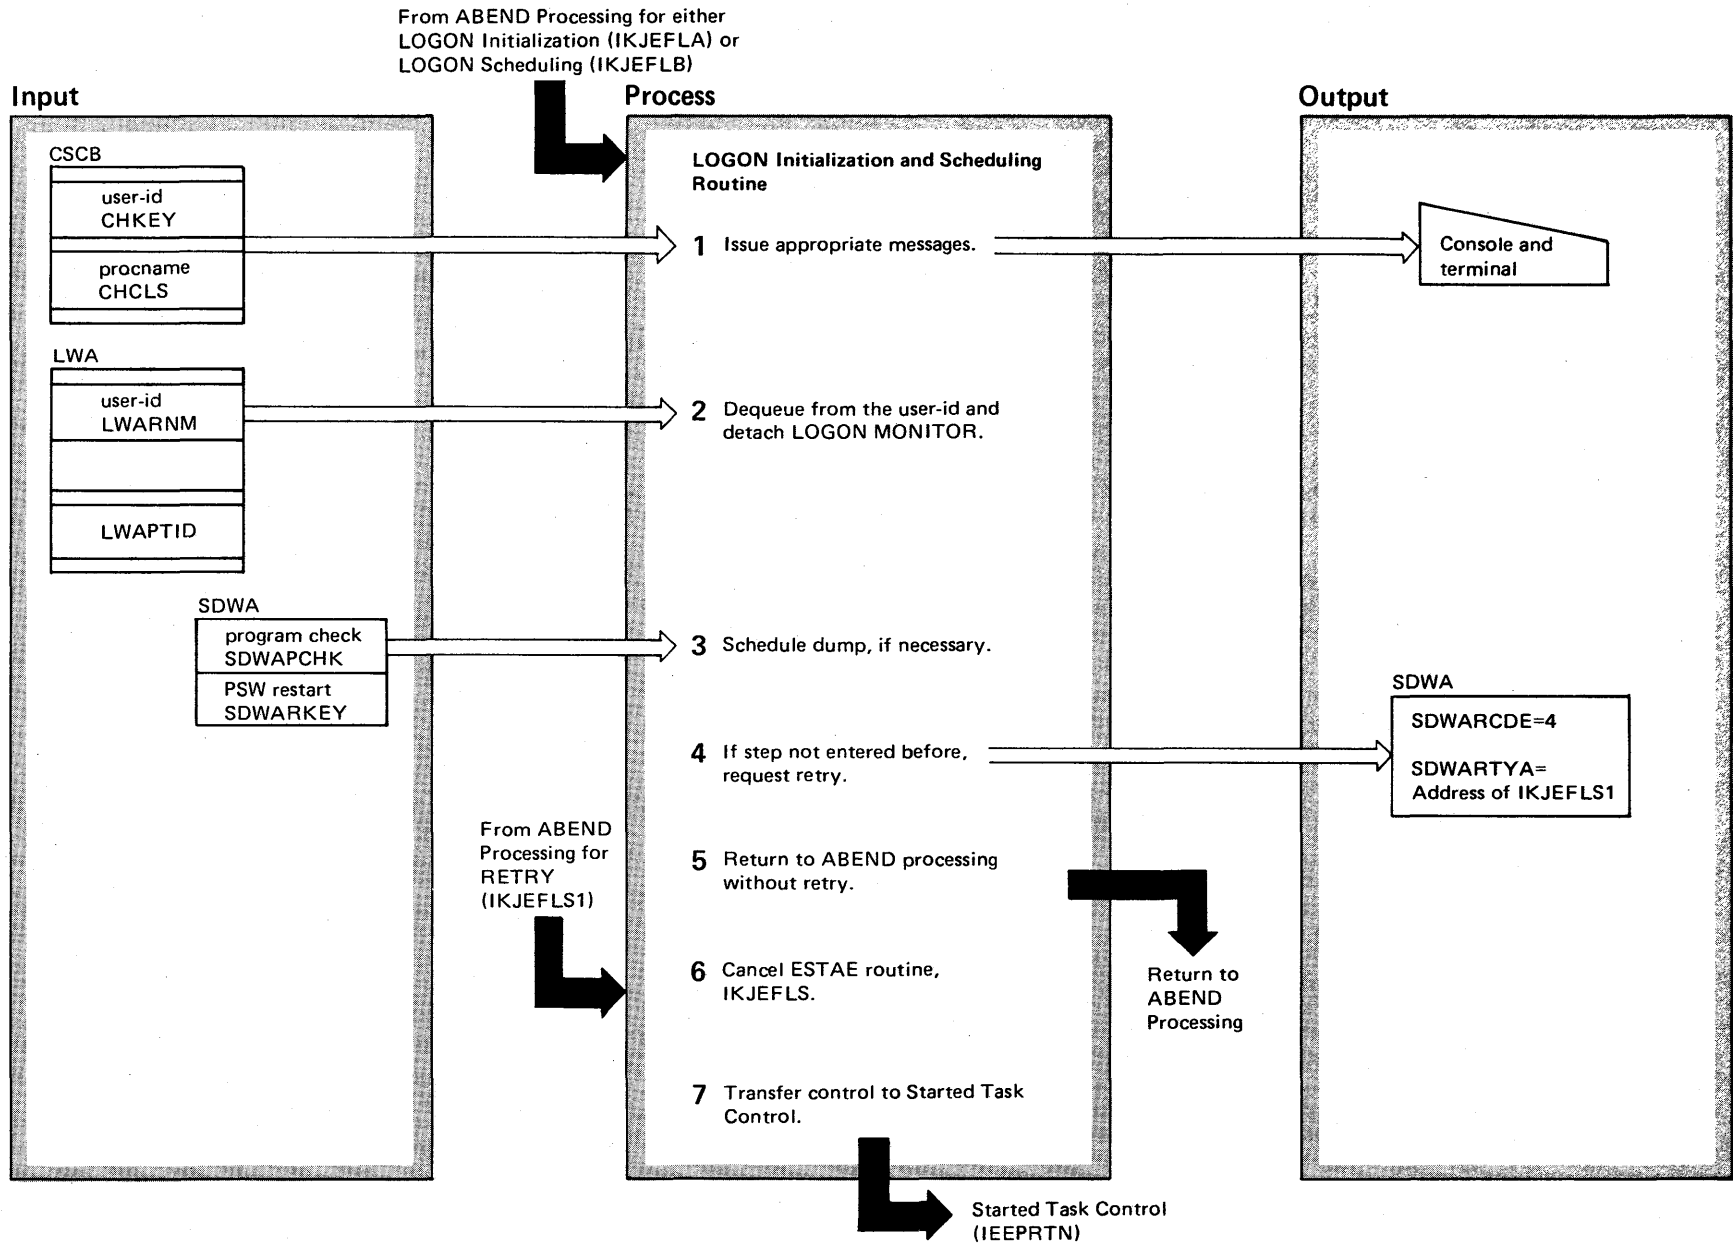 From ABEND Processing for either
LOGON Initialization (IKJEFLA) or
LOGON Scheduling (IKJEFLB)
Input
Process
Output
CSCB
user-id
CHKEY
procname
CHCLS
LOGON Initialization and Scheduling
Routine
1 Issue appropriate messages.
Console and
terminal
LWA
user-id
LWARNM
LWAPTID
2 Dequeue from the user-id and
detach LOGON MONITOR.
SDWA
program check
SDWAPCHK
PSW restart
SDWARKEY
3 Schedule dump, if necessary.
4 If step not entered before,
request retry.
SDWA
SDWARCDE=4
SDWARTYA=
Address of IKJEFLS1
From ABEND
Processing for
RETRY
(IKJEFLS1)
5 Return to ABEND processing
without retry.
Return to
ABEND
Processing
6 Cancel ESTAE routine,
IKJEFLS.
7 Transfer control to Started Task
Control.
Started Task Control
(IEEPRTN)